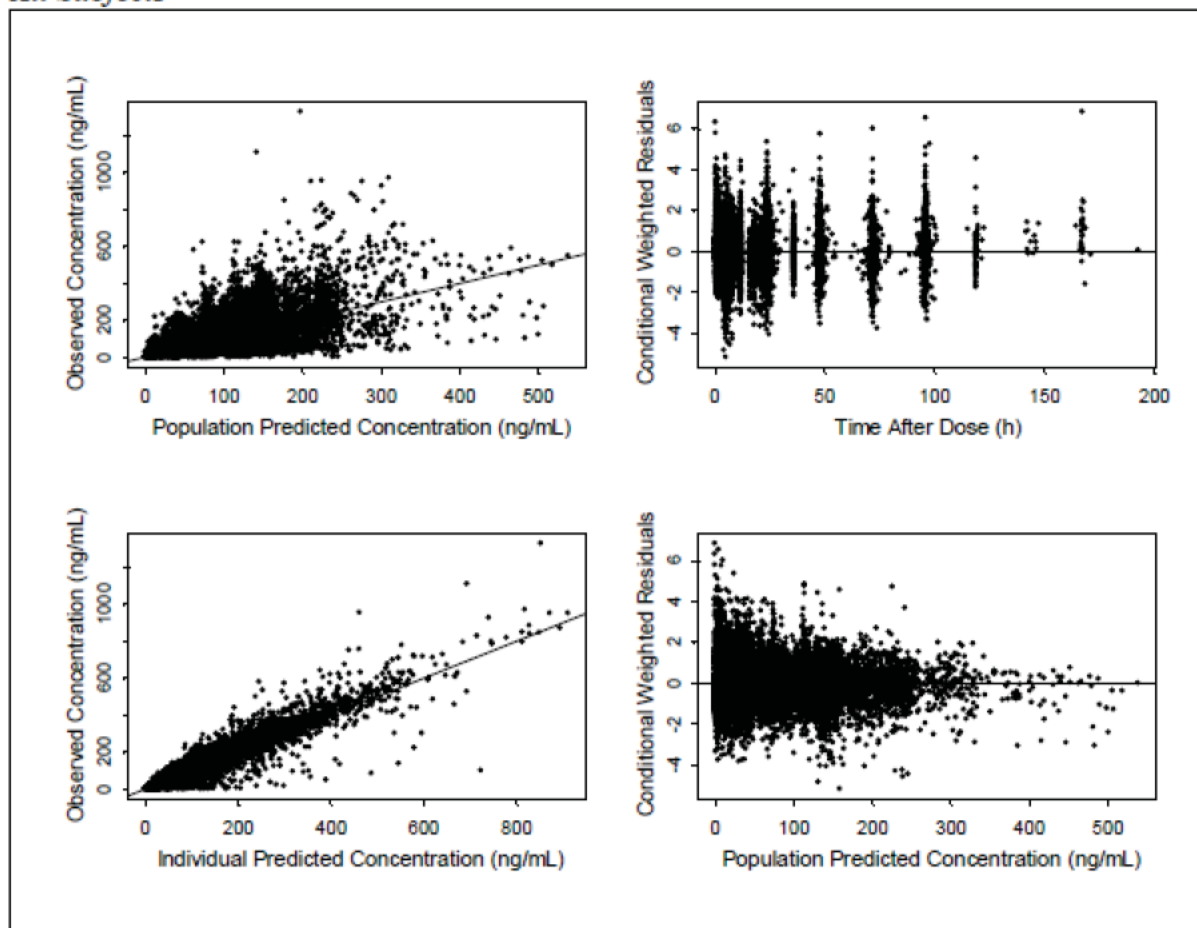 Observed Concentration (ng/mL)
1000
600
200
0
0 100 200 300 400 500
Population Predicted Concentration (ng/mL)
Conditional Weighted Residuals
6
4
2
0
-2
-4
0 50 100 150 200
Time After Dose (h)
Observed Concentration (ng/mL)
1000
600
200
0
0 200 400 600 800
Individual Predicted Concentration (ng/mL)
Conditional Weighted Residuals
6
4
2
0
-2
-4
0 100 200 300 400 500
Population Predicted Concentration (ng/mL)